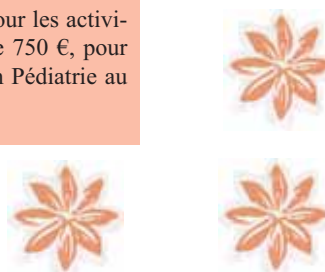 our les activi-
e 750 €, pour
n Pédiatrie au